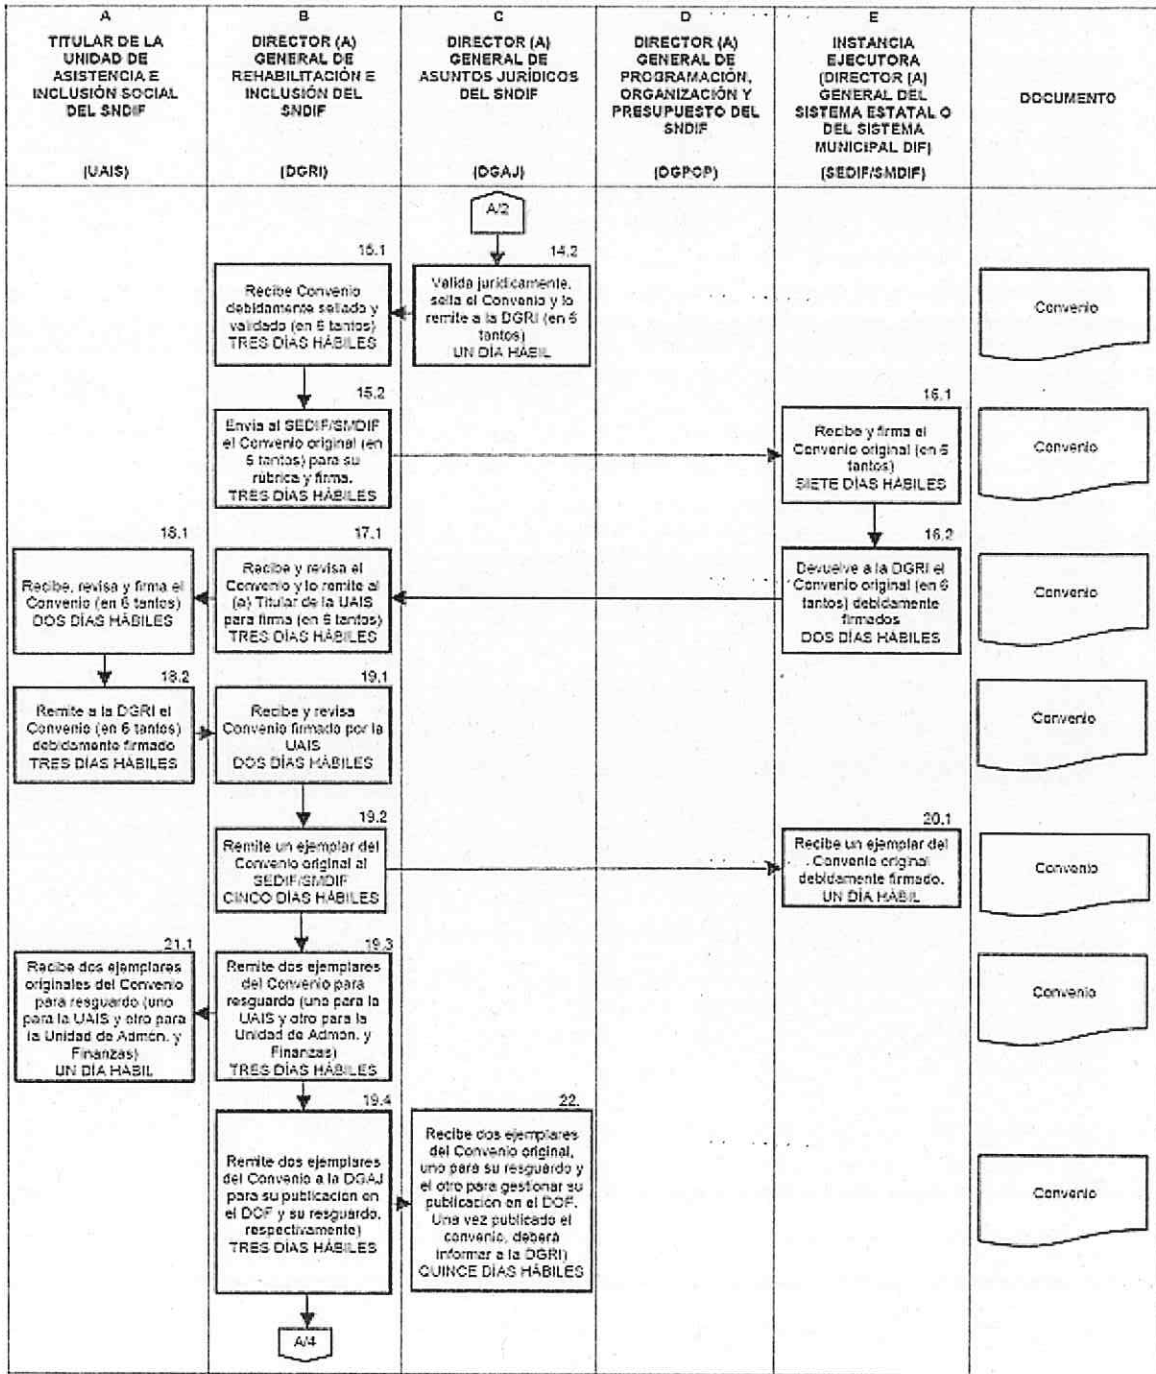 A
TITULAR DE LA
UNIDAD DE
ASISTENCIA E
INCLUSIÓN SOCIAL
DEL SNDIF
(UAIS)
B
DIRECTOR (A)
GENERAL DE
REHABILITACIÓN E
INCLUSIÓN DEL
SNDIF
(DGRI)
C
DIRECTOR (A)
GENERAL DE
ASUNTOS JURÍDICOS
DEL SNDIF
(DGAJ)
D
DIRECTOR (A)
GENERAL DE
PROGRAMACIÓN,
ORGANIZACIÓN Y
PRESUPUESTO DEL
SNDIF
(DGPOP)
E
INSTANCIA
EJECUTORA
(DIRECTOR (A)
GENERAL DEL
SISTEMA ESTATAL O
DEL SISTEMA
MUNICIPAL DIF)
(SEDIF/SMDIF)
DOCUMENTO
A/2
14.2
Valida jurídicamente,
sella el Convenio y lo
remite a la DGRI (en 6
tantos)
UN DÍA HÁBIL
15.1
Recibe Convenio
debidamente sellado y
validado (en 6 tantos)
TRES DÍAS HÁBILES
Convenio
15.2
Envía al SEDIF/SMDIF
el Convenio original (en
6 tantos) para su
rúbrica y firma.
TRES DÍAS HÁBILES
16.1
Recibe y firma el
Convenio original (en 6
tantos)
SIETE DÍAS HÁBILES
Convenio
16.2
Devuelve a la DGRI el
Convenio original (en 6
tantos) debidamente
firmados
DOS DÍAS HÁBILES
17.1
Recibe y revisa el
Convenio y lo remite al
(a) Titular de la UAIS
para firma (en 6 tantos)
TRES DÍAS HÁBILES
18.1
Recibe, revisa y firma el
Convenio (en 6 tantos)
DOS DÍAS HÁBILES
Convenio
18.2
Remite a la DGRI el
Convenio (en 6 tantos)
debidamente firmado
TRES DÍAS HÁBILES
19.1
Recibe y revisa
Convenio firmado por la
UAIS
DOS DÍAS HÁBILES
Convenio
19.2
Remite un ejemplar del
Convenio original al
SEDIF/SMDIF
CINCO DÍAS HÁBILES
20.1
Recibe un ejemplar del
Convenio original
debidamente firmado.
UN DÍA HÁBIL
Convenio
19.3
Remite dos ejemplares
del Convenio para
resguardo (uno para la
UAIS y otro para la
Unidad de Admón. y
Finanzas)
TRES DÍAS HÁBILES
21.1
Recibe dos ejemplares
originales del Convenio
para resguardo (uno
para la UAIS y otro para
la Unidad de Admón. y
Finanzas)
UN DÍA HÁBIL
Convenio
19.4
Remite dos ejemplares
del Convenio a la DGAJ
para su publicación en
el DOF y su resguardo,
respectivamente)
TRES DÍAS HÁBILES
22.
Recibe dos ejemplares
del Convenio original,
uno para su resguardo y
el otro para gestionar su
publicación en el DOF.
Una vez publicado el
convenio, deberá
informar a la DGRI)
QUINCE DÍAS HÁBILES
Convenio
A/4